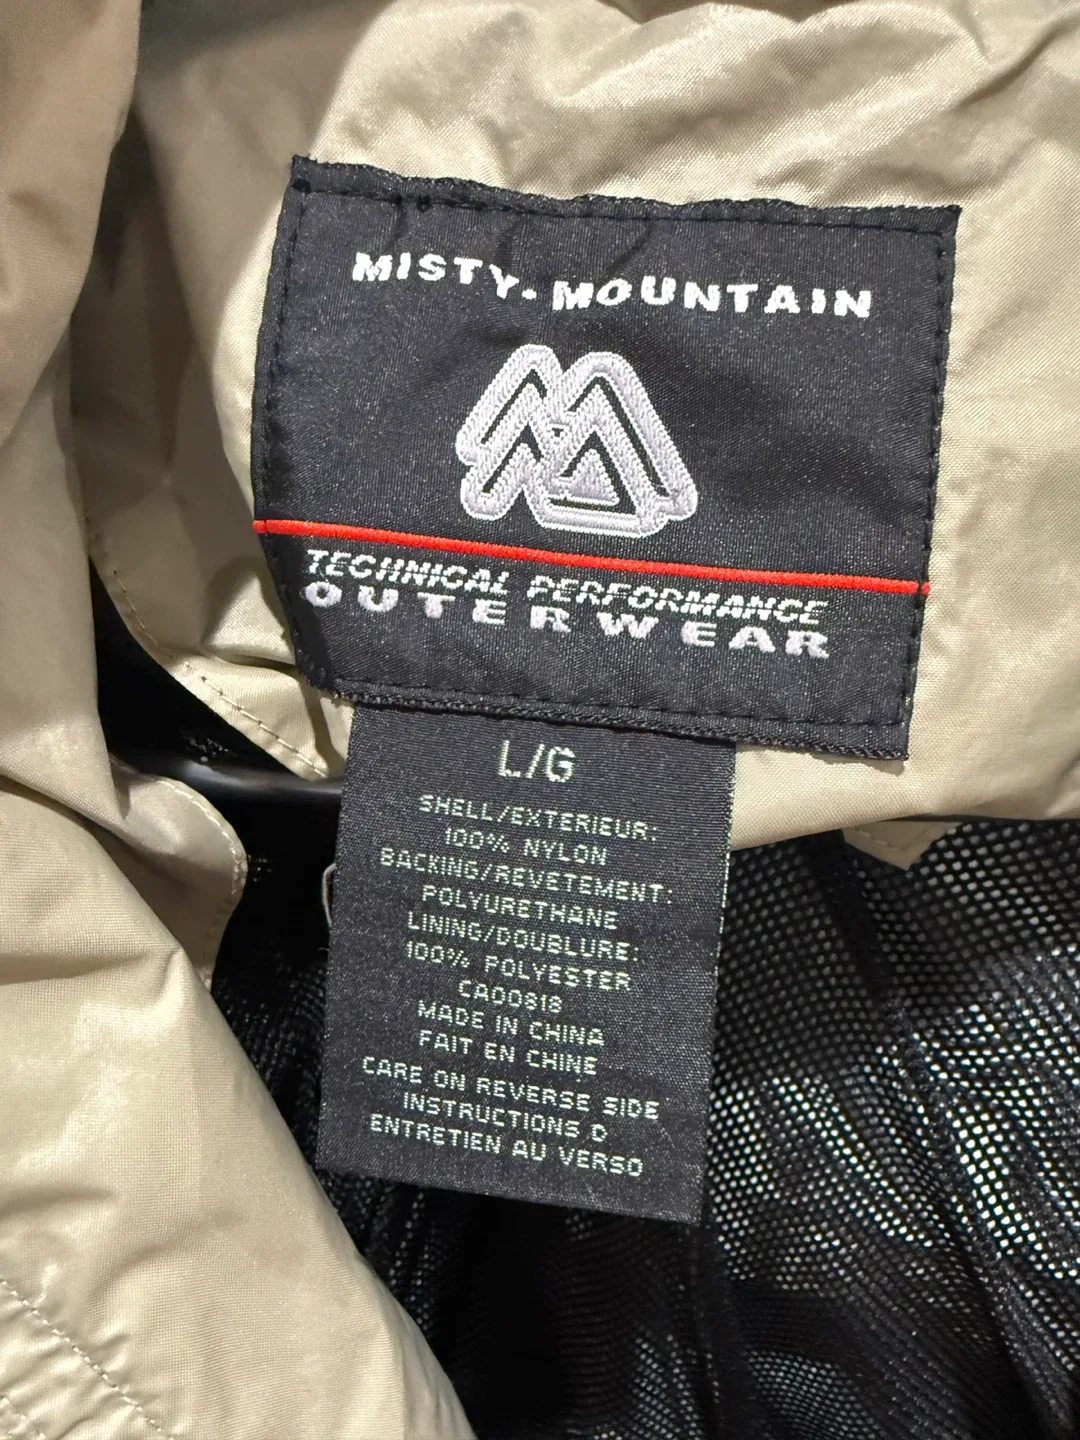 MISTY. MOUNTAIN
TECHNICAL PERFORMANCE
OUTERWEAR
L/G
SHELL/EXTERIEUR:
100% NYLON
BACKING/REVETEMENT:
POLYURETHANE
LINING/DOUBLURE:
100% POLYESTER
CA00818
MADE IN CHINA
FAIT EN CHINE
CARE ON REVERSE SIDE
INSTRUCTIONS D
ENTRETIEN AU VERSO